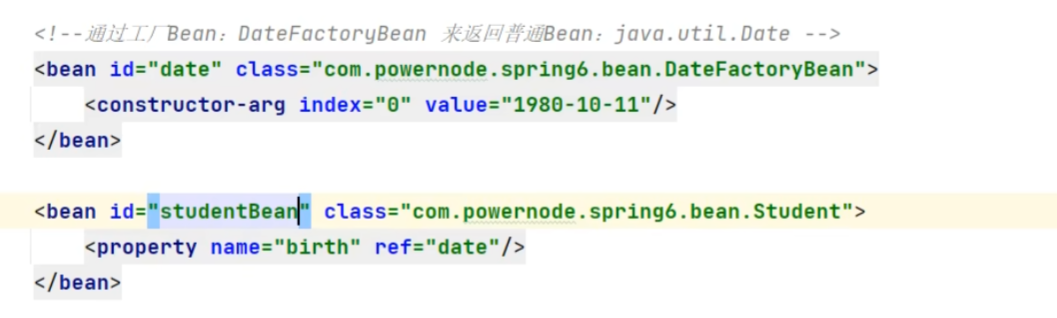 <!--通过工厂Bean：DateFactoryBean 来返回普通Bean：java.util.Date -->
<bean id="date" class="com.powernode.spring6.bean.DateFactoryBean">
<constructor-arg index="0" value="1980-10-11"/>
</bean>
<bean id="studentBean" class="com.powernode.spring6.bean.Student">
<property name="birth" ref="date"/>
</bean>